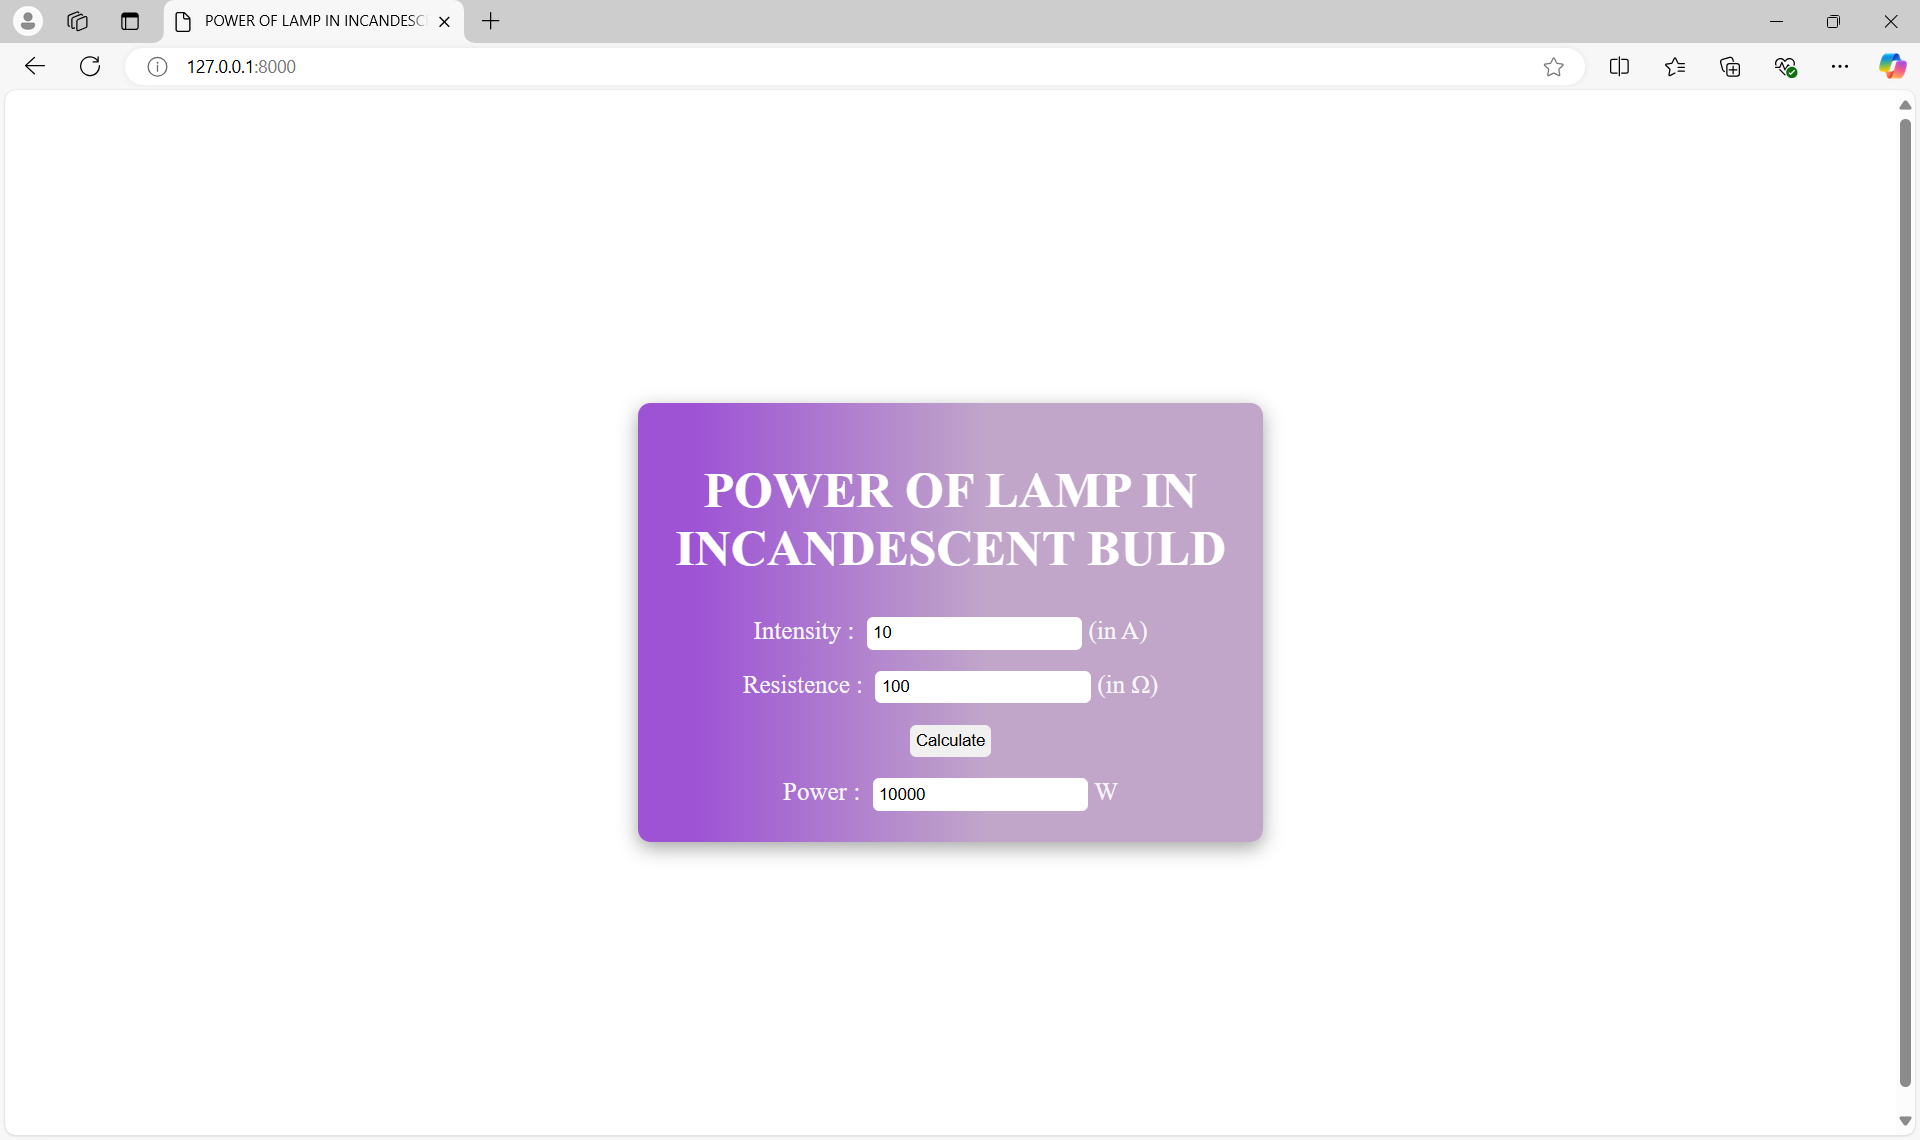 POWER OF LAMP IN INCANDESC
127.0.0.1:8000
POWER OF LAMP IN
INCANDESCENT BULD
Intensity : 10 (in A)
Resistence : 100 (in Ω)
Calculate
Power : 10000 W